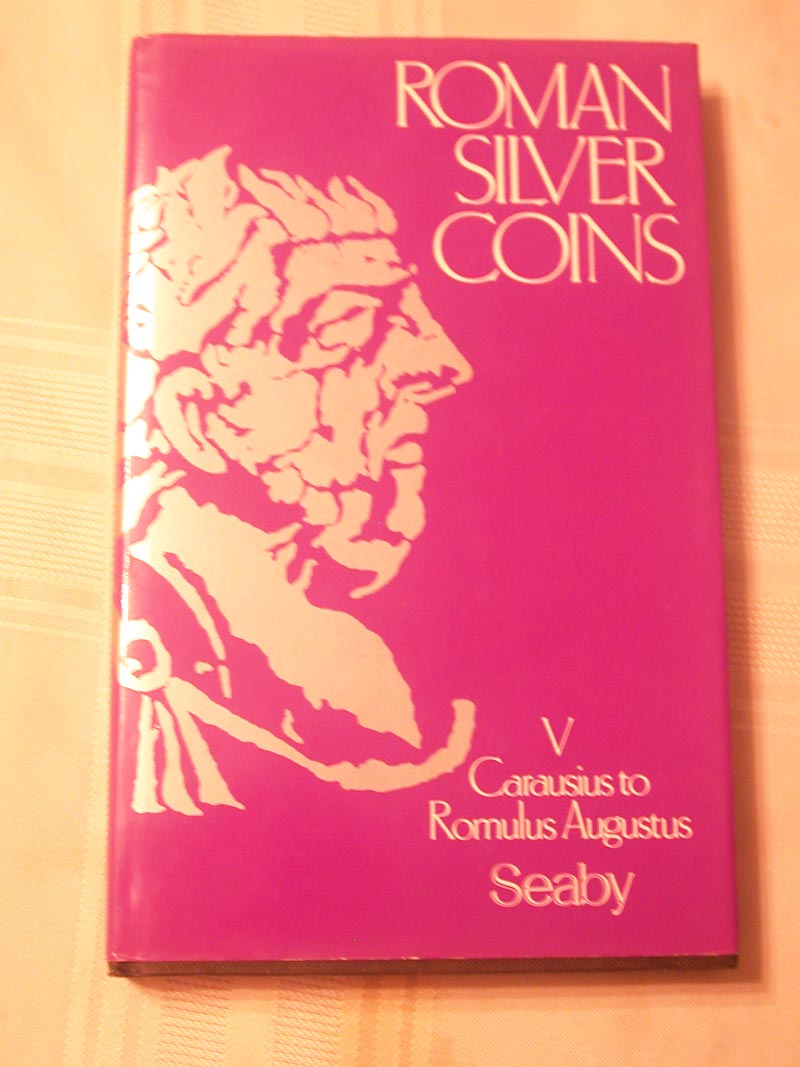 ROMAN
SILVER
COINS
V
Carausius to
Romulus Augustus
Seaby